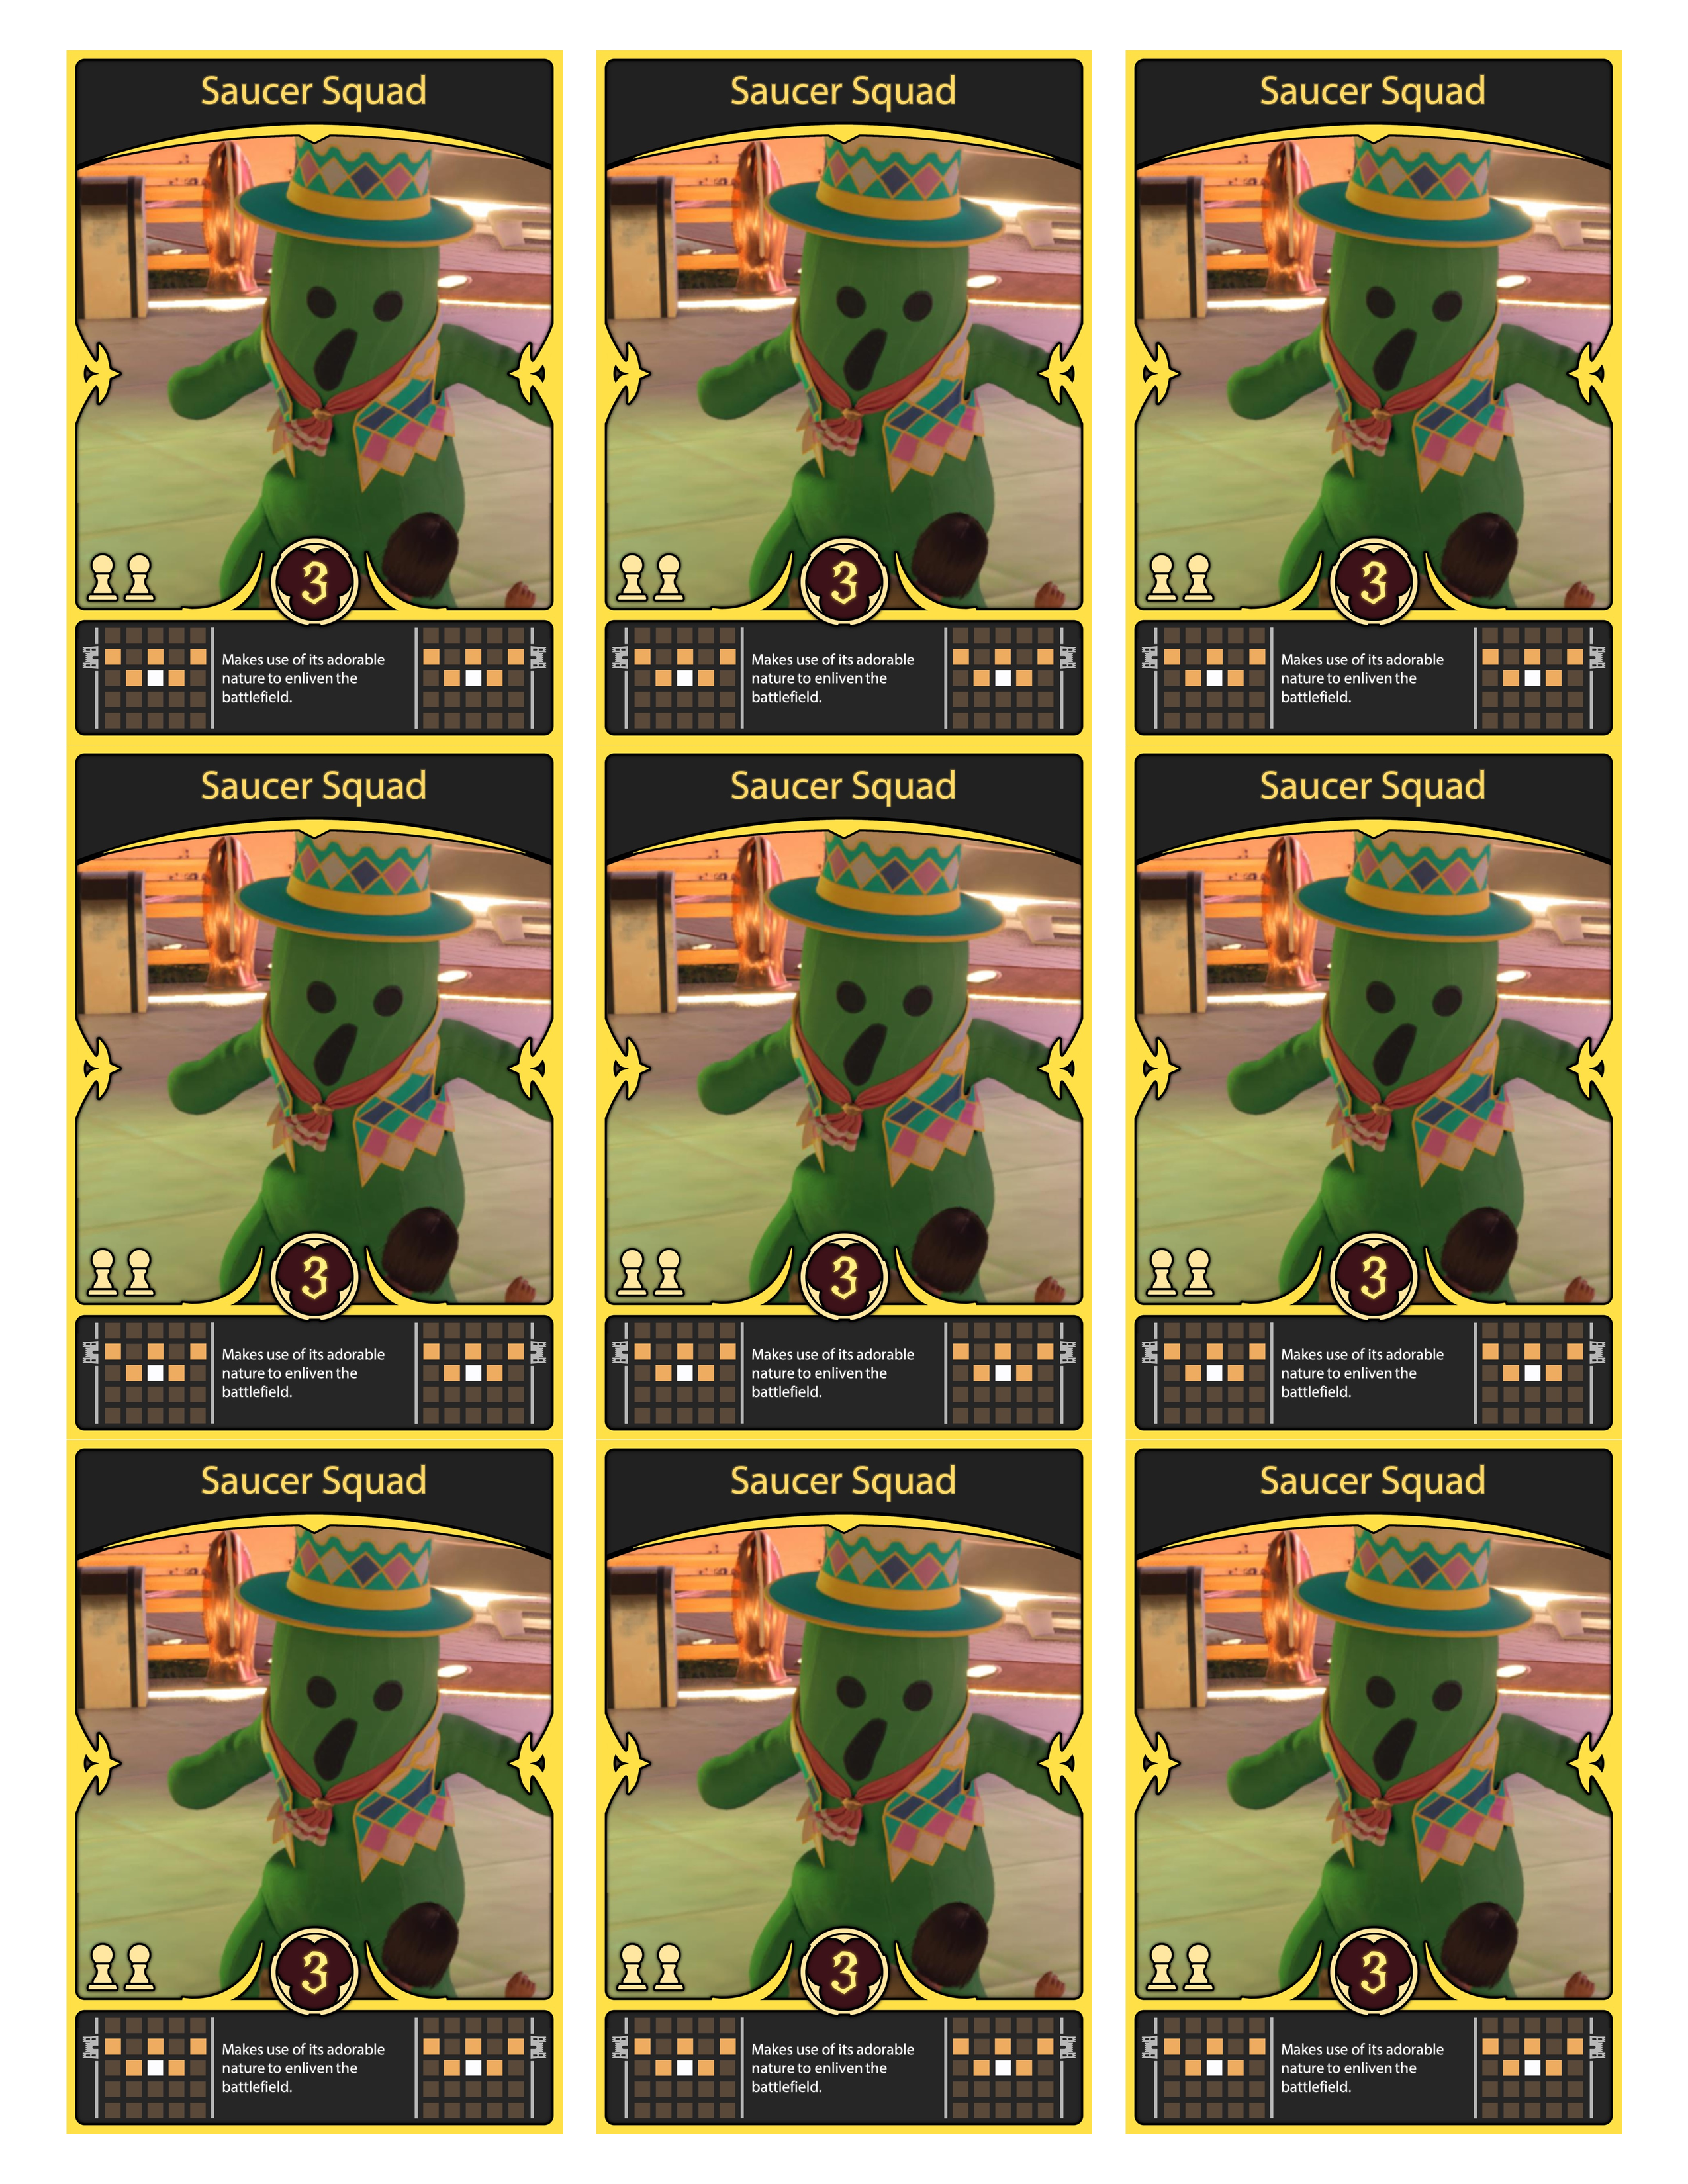 Saucer Squad
3
Makes use of its adorable
nature to enliven the
battlefield.
Saucer Squad
3
Makes use of its adorable
nature to enliven the
battlefield.
Saucer Squad
3
Makes use of its adorable
nature to enliven the
battlefield.
Saucer Squad
3
Makes use of its adorable
nature to enliven the
battlefield.
Saucer Squad
3
Makes use of its adorable
nature to enliven the
battlefield.
Saucer Squad
3
Makes use of its adorable
nature to enliven the
battlefield.
Saucer Squad
3
Makes use of its adorable
nature to enliven the
battlefield.
Saucer Squad
3
Makes use of its adorable
nature to enliven the
battlefield.
Saucer Squad
3
Makes use of its adorable
nature to enliven the
battlefield.